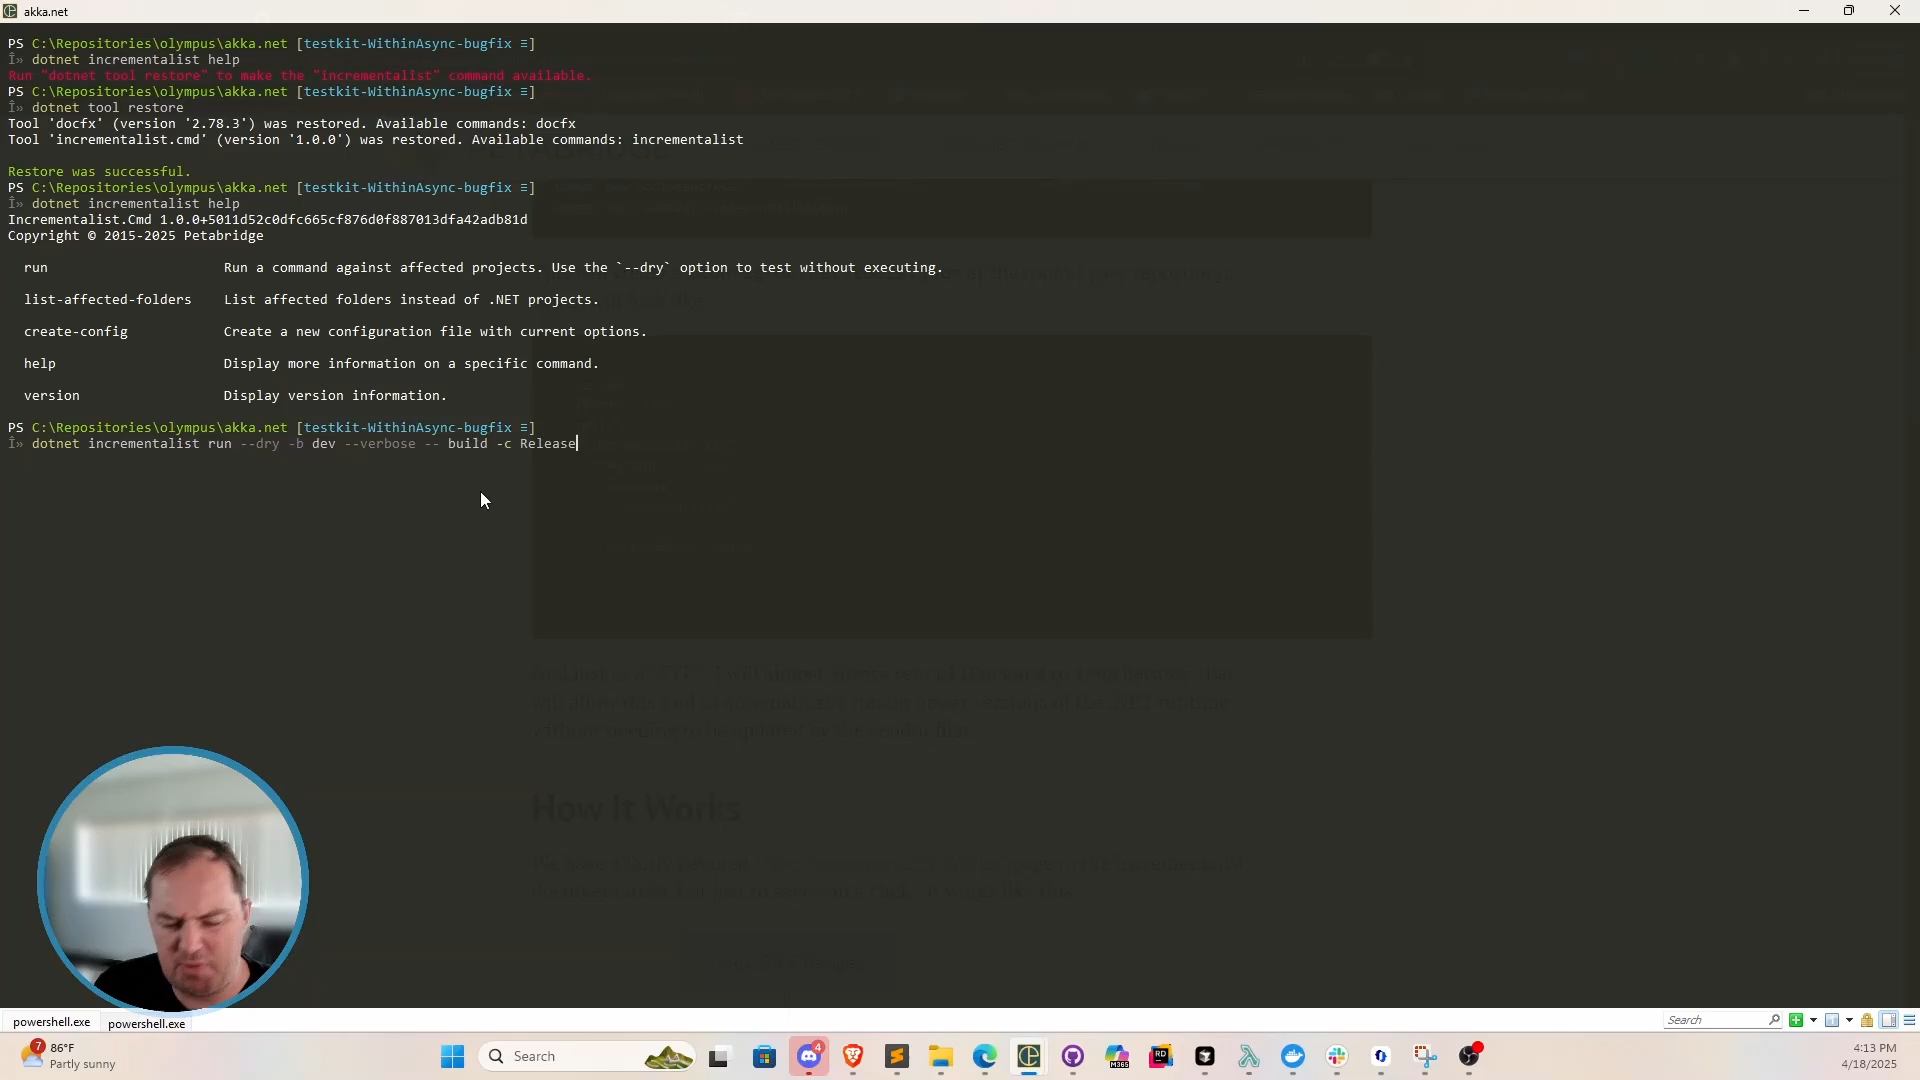 akka.net
PS C:\Repositories\olympus\akka.net [testkit-WithinAsync-bugfix ≡]
Î» dotnet incrementalist help
Run "dotnet tool restore" to make the "incrementalist" command available.
PS C:\Repositories\olympus\akka.net [testkit-WithinAsync-bugfix ≡]
Î» dotnet tool restore
Tool 'docfx' (version '2.78.3') was restored. Available commands: docfx
Tool 'incrementalist.cmd' (version '1.0.0') was restored. Available commands: incrementalist
Restore was successful.
PS C:\Repositories\olympus\akka.net [testkit-WithinAsync-bugfix ≡]
Î» dotnet incrementalist help
Incrementalist.Cmd 1.0.0+5011d52c0dfc665cf876d0f887013dfa42adb81d
Copyright © 2015-2025 Petabridge
run Run a command against affected projects. Use the `--dry` option to test without executing.
list-affected-folders List affected folders instead of .NET projects.
create-config Create a new configuration file with current options.
help Display more information on a specific command.
version Display version information.
PS C:\Repositories\olympus\akka.net [testkit-WithinAsync-bugfix ≡]
Î» dotnet incrementalist run --dry -b dev --verbose -- build -c Release
How It Works
powershell.exe powershell.exe Search
7 86°F
Partly sunny
Search
4
M365
RD
4:13 PM
4/18/2025